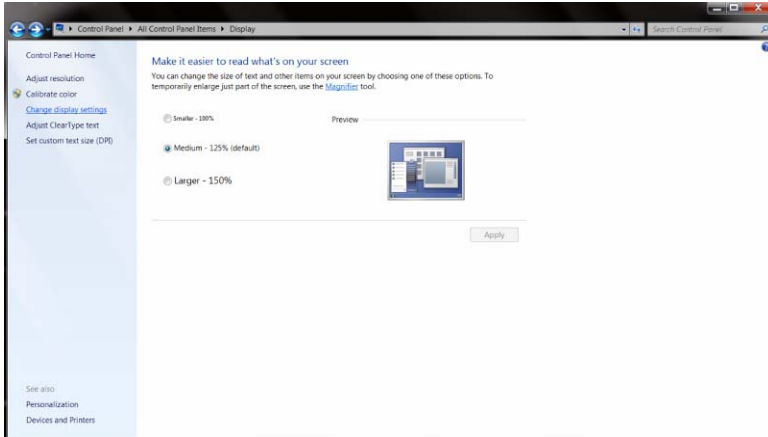 Control Panel ▸ All Control Panel Items ▸ Display
Search Control Panel
Control Panel Home
Adjust resolution
Calibrate color
Change display settings
Adjust ClearType text
Set custom text size (DPI)
Make it easier to read what's on your screen
You can change the size of text and other items on your screen by choosing one of these options. To
temporarily enlarge just part of the screen, use the Magnifier tool.
Smaller - 100%
Preview
Medium - 125% (default)
Larger - 150%
Apply
See also
Personalization
Devices and Printers